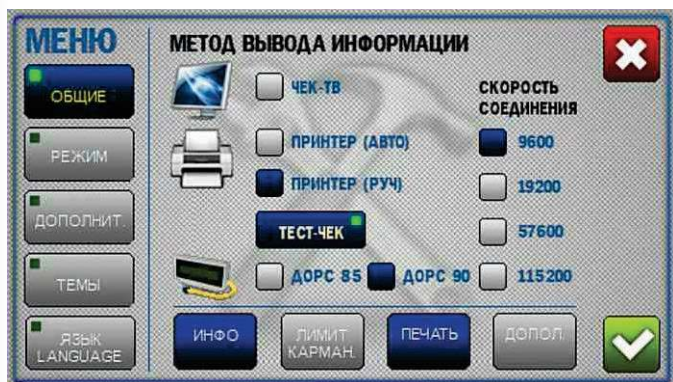 МЕНЮ
ОБЩИЕ
РЕЖИМ
ДОПОЛНИТ.
ТЕМЫ
ЯЗЫК
LANGUAGE
МЕТОД ВЫВОДА ИНФОРМАЦИИ
ЧЕК-ТВ
ПРИНТЕР (АВТО)
ПРИНТЕР (РУЧ)
ТЕСТ-ЧЕК
ДОРС 85 ДОРС 90
СКОРОСТЬ
СОЕДИНЕНИЯ
9600
19200
57600
115200
ИНФО
ЛИМИТ
КАРМАН.
ПЕЧАТЬ
ДОПОЛ.